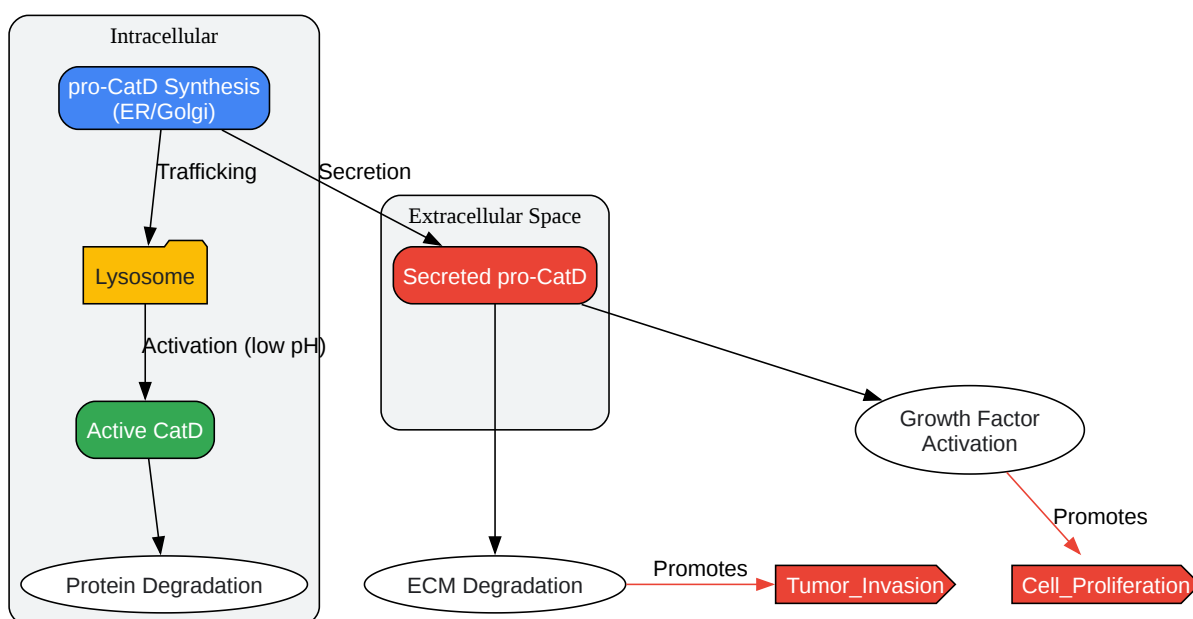 Intracellular
pro-CatD Synthesis
(ER/Golgi)
Trafficking
Secretion
Extracellular Space
Lysosome
Secreted pro-CatD
Activation (low pH)
Active CatD
Growth Factor
Activation
Promotes
Protein Degradation
ECM Degradation
Promotes
Tumor_Invasion
Cell_Proliferation